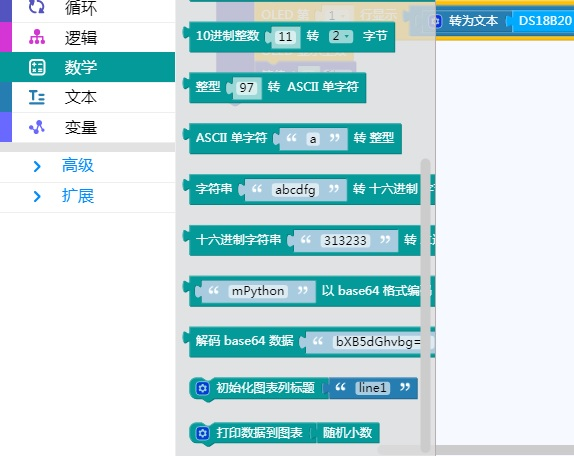 循环
逻辑
数学
文本
变量
高级
扩展
OLED 第 1 行显示
转为文本 DS18B20
10进制整数 11 转 2 字节
整型 97 转 ASCII 单字符
ASCII 单字符 “ a ” 转 整型
字符串 “ abcdfg ” 转 十六进制
十六进制字符串 “ 313233 ” 转
“ mPython ” 以 base64 格式编码
解码 base64 数据 “ bXB5dGhvbg=
初始化图表列标题 “ line1 ”
打印数据到图表 随机小数